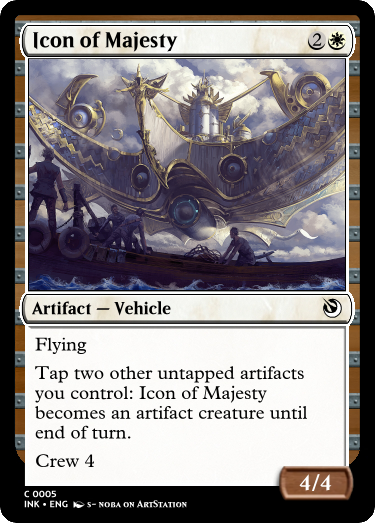 Icon of Majesty 2
Artifact — Vehicle
Flying
Tap two other untapped artifacts
you control: Icon of Majesty
becomes an artifact creature until
end of turn.
Crew 4
4/4
C 0005
INK • ENG S- NOBA ON ARTSTATION